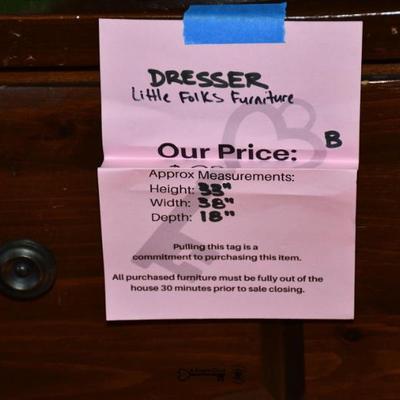 DRESSER
Little Folks Furniture
B
Our Price:
Approx Measurements:
Height: 33"
Width: 38"
Depth: 18"
Pulling this tag is a
commitment to purchasing this item.
All purchased furniture must be fully out of the
house 30 minutes prior to sale closing.